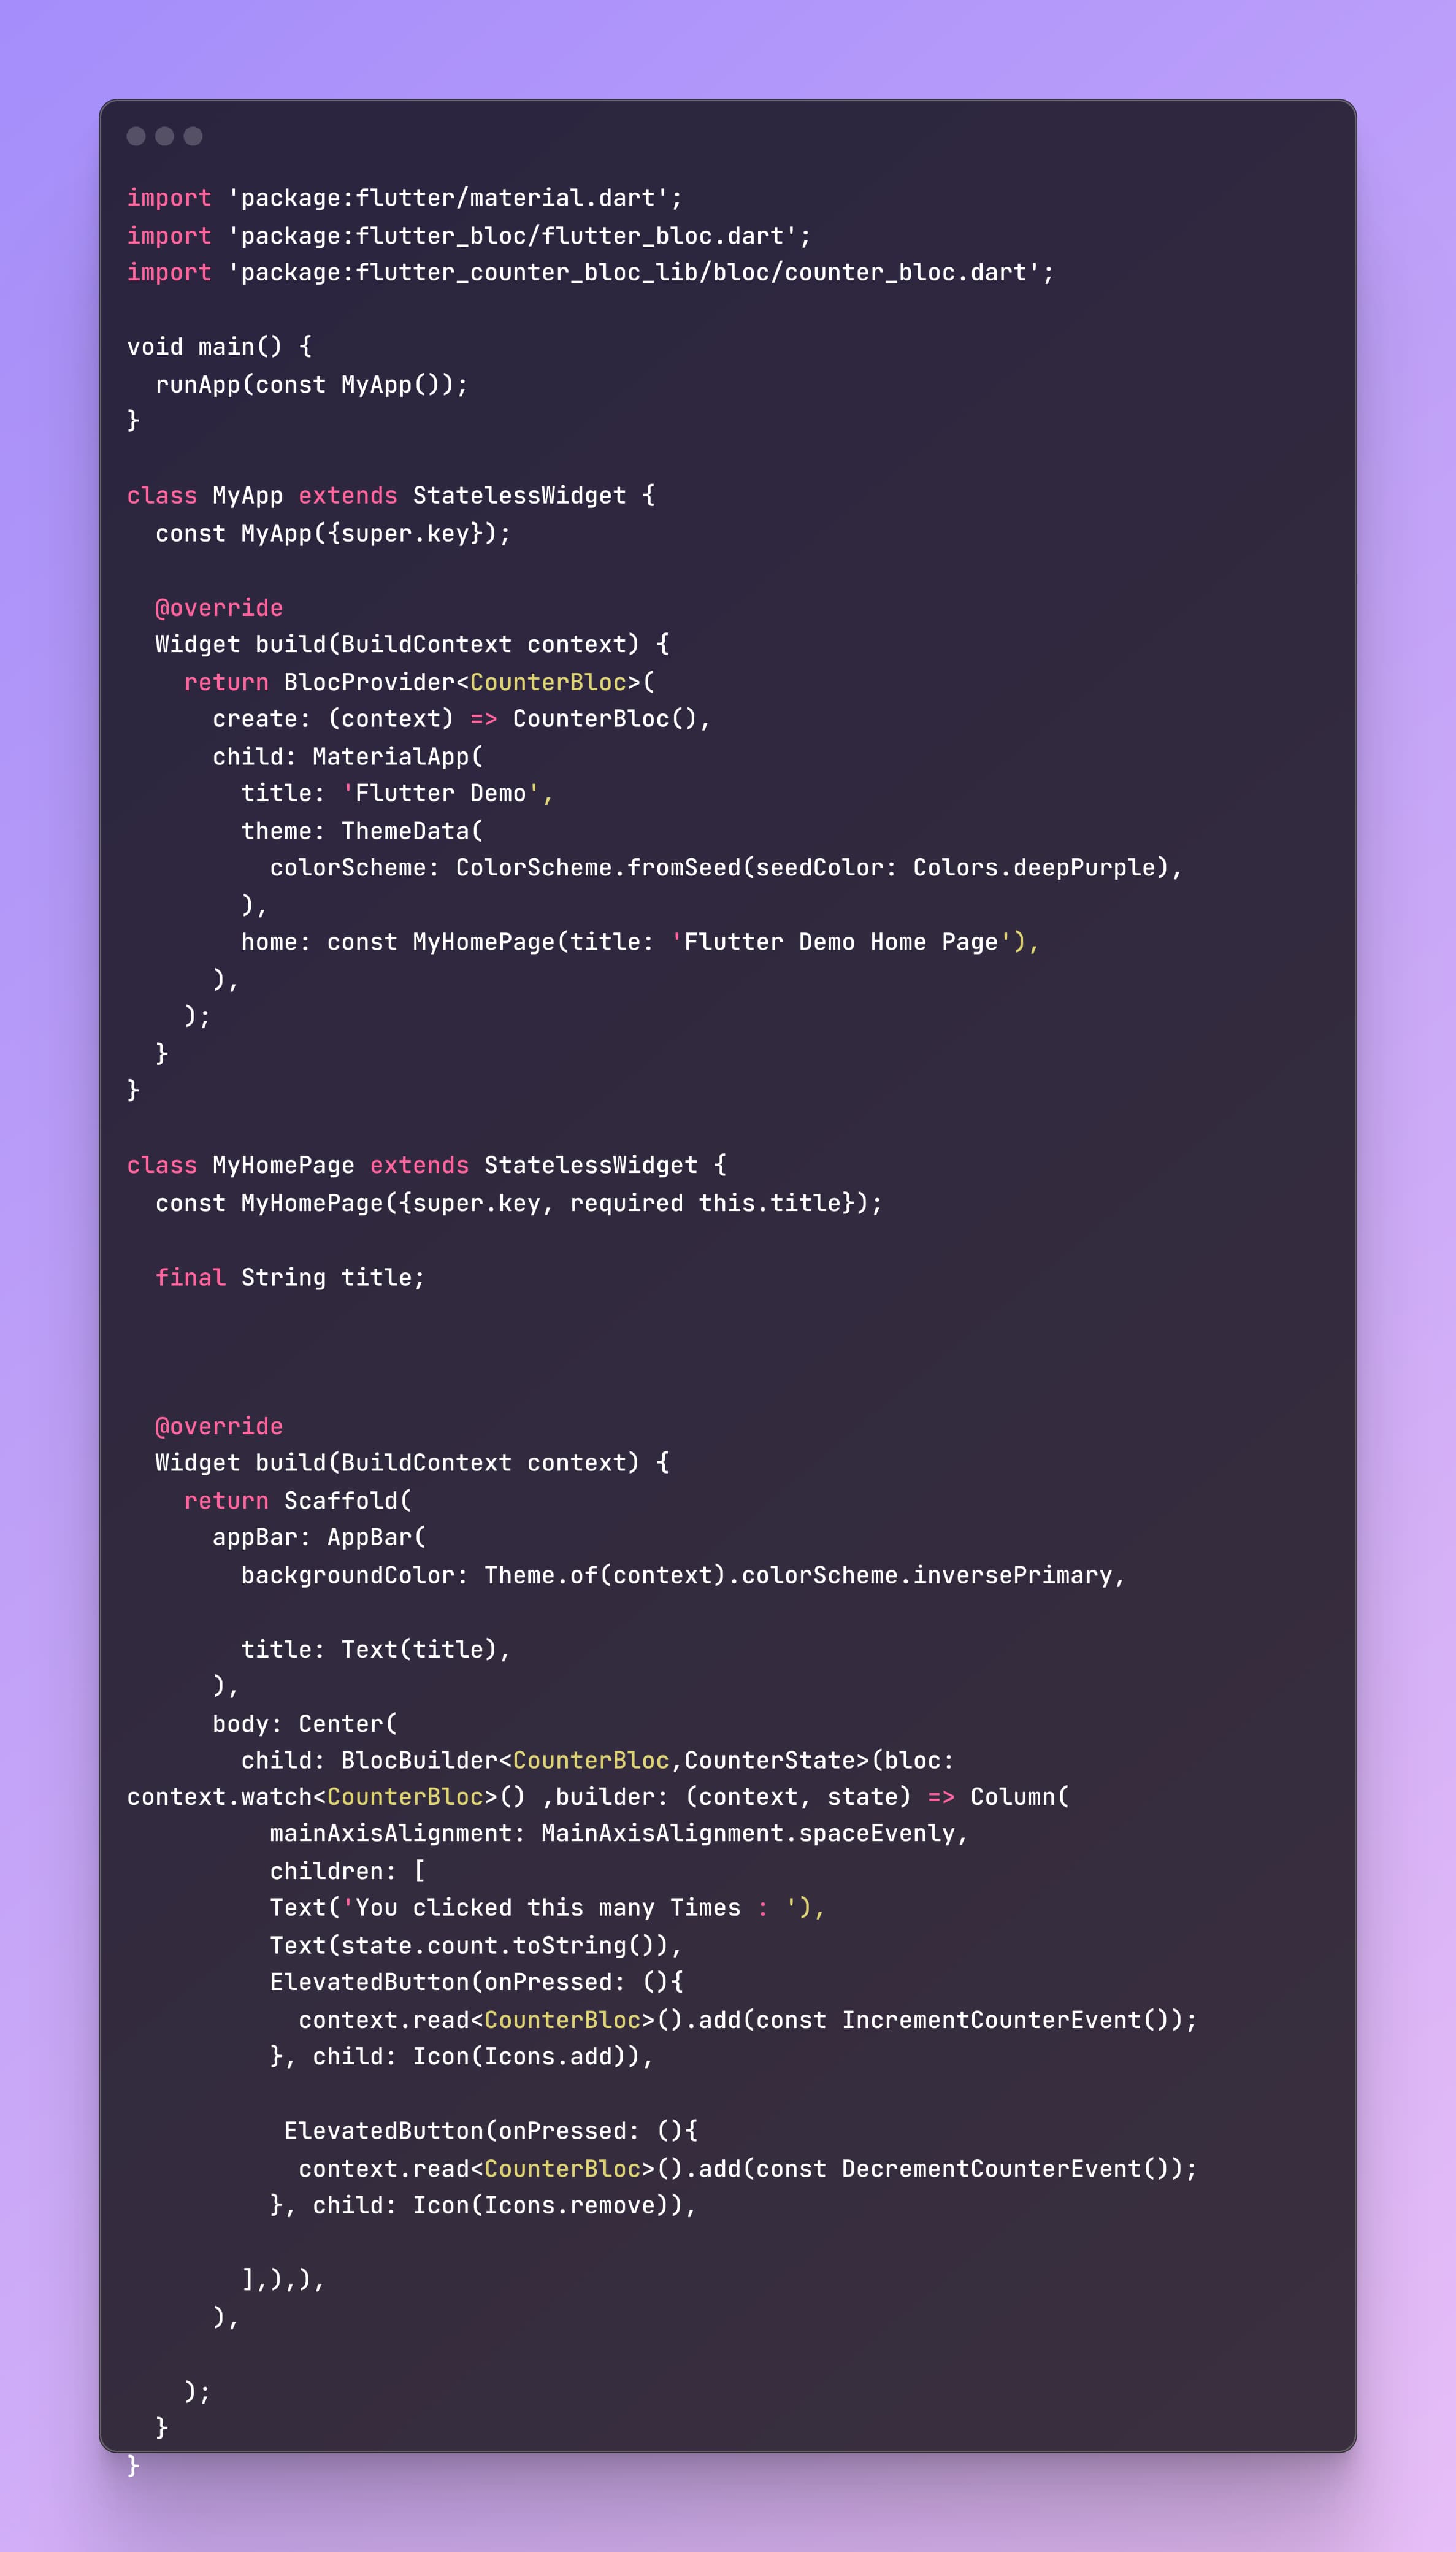 import 'package:flutter/material.dart';
import 'package:flutter_bloc/flutter_bloc.dart';
import 'package:flutter_counter_bloc_lib/bloc/counter_bloc.dart';

void main() {
  runApp(const MyApp());
}

class MyApp extends StatelessWidget {
  const MyApp({super.key});

  @override
  Widget build(BuildContext context) {
    return BlocProvider<CounterBloc>(
      create: (context) => CounterBloc(),
      child: MaterialApp(
        title: 'Flutter Demo',
        theme: ThemeData(
          colorScheme: ColorScheme.fromSeed(seedColor: Colors.deepPurple),
        ),
        home: const MyHomePage(title: 'Flutter Demo Home Page'),
      ),
    );
  }
}

class MyHomePage extends StatelessWidget {
  const MyHomePage({super.key, required this.title});

  final String title;



  @override
  Widget build(BuildContext context) {
    return Scaffold(
      appBar: AppBar(
        backgroundColor: Theme.of(context).colorScheme.inversePrimary,

        title: Text(title),
      ),
      body: Center(
        child: BlocBuilder<CounterBloc,CounterState>(bloc:
context.watch<CounterBloc>() ,builder: (context, state) => Column(
          mainAxisAlignment: MainAxisAlignment.spaceEvenly,
          children: [
          Text('You clicked this many Times : '),
          Text(state.count.toString()),
          ElevatedButton(onPressed: (){
            context.read<CounterBloc>().add(const IncrementCounterEvent());
          }, child: Icon(Icons.add)),

           ElevatedButton(onPressed: (){
            context.read<CounterBloc>().add(const DecrementCounterEvent());
          }, child: Icon(Icons.remove)),

        ],),),
      ),

    );
  }
}